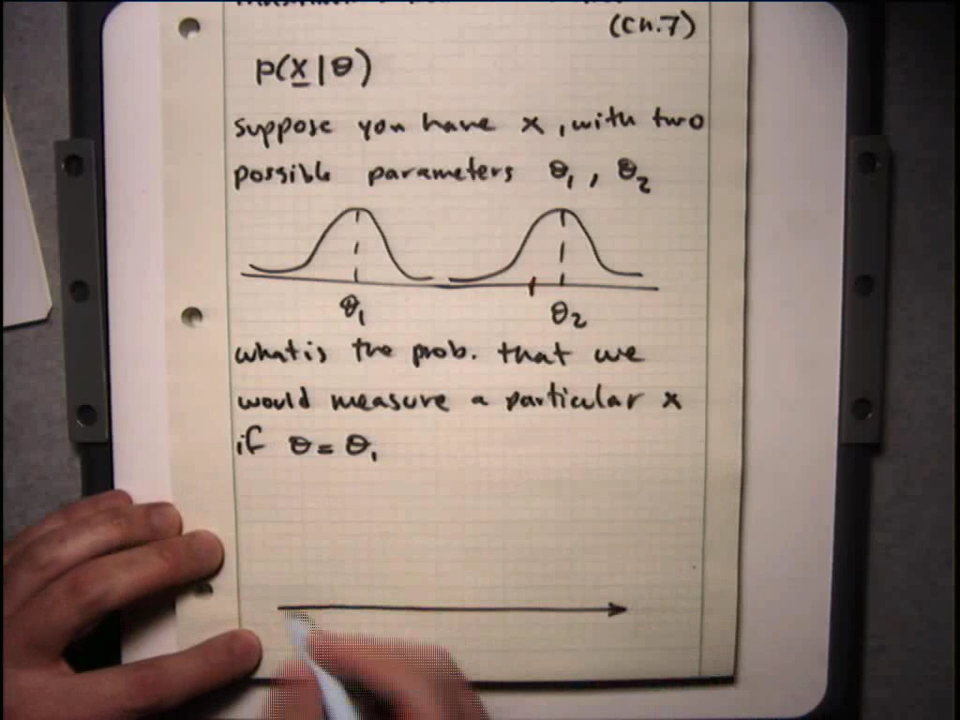 (Ch.7)
p(x|θ)
suppose you have x, with two
possible parameters θ₁, θ₂
θ₁ θ₂
what is the prob. that we
would measure a particular x
if θ = θ₁